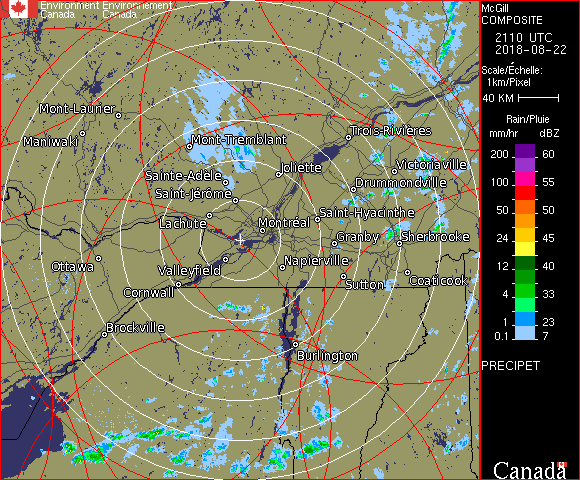 Environment Environnement
Canada Canada
McGill
COMPOSITE
2110 UTC
2018-08-22
Scale/Échelle:
1km/Pixel
40 KM
Rain/Pluie
mm/hr dBZ
200 60
100 55
50 50
24 45
12 40
4 33
1 23
0.1 7
PRECIPET
Mont-Laurier
Maniwaki
Mont-Tremblant
Trois-Rivières
Joliette
Victoriaville
Sainte-Adèle
Drummondville
Saint-Jérôme
Lachute
Saint-Hyacinthe
Montréal
Granby
Sherbrooke
Ottawa
Valleyfield
Napierville
Cornwall
Sutton
Coaticook
Brockville
Burlington
Canada